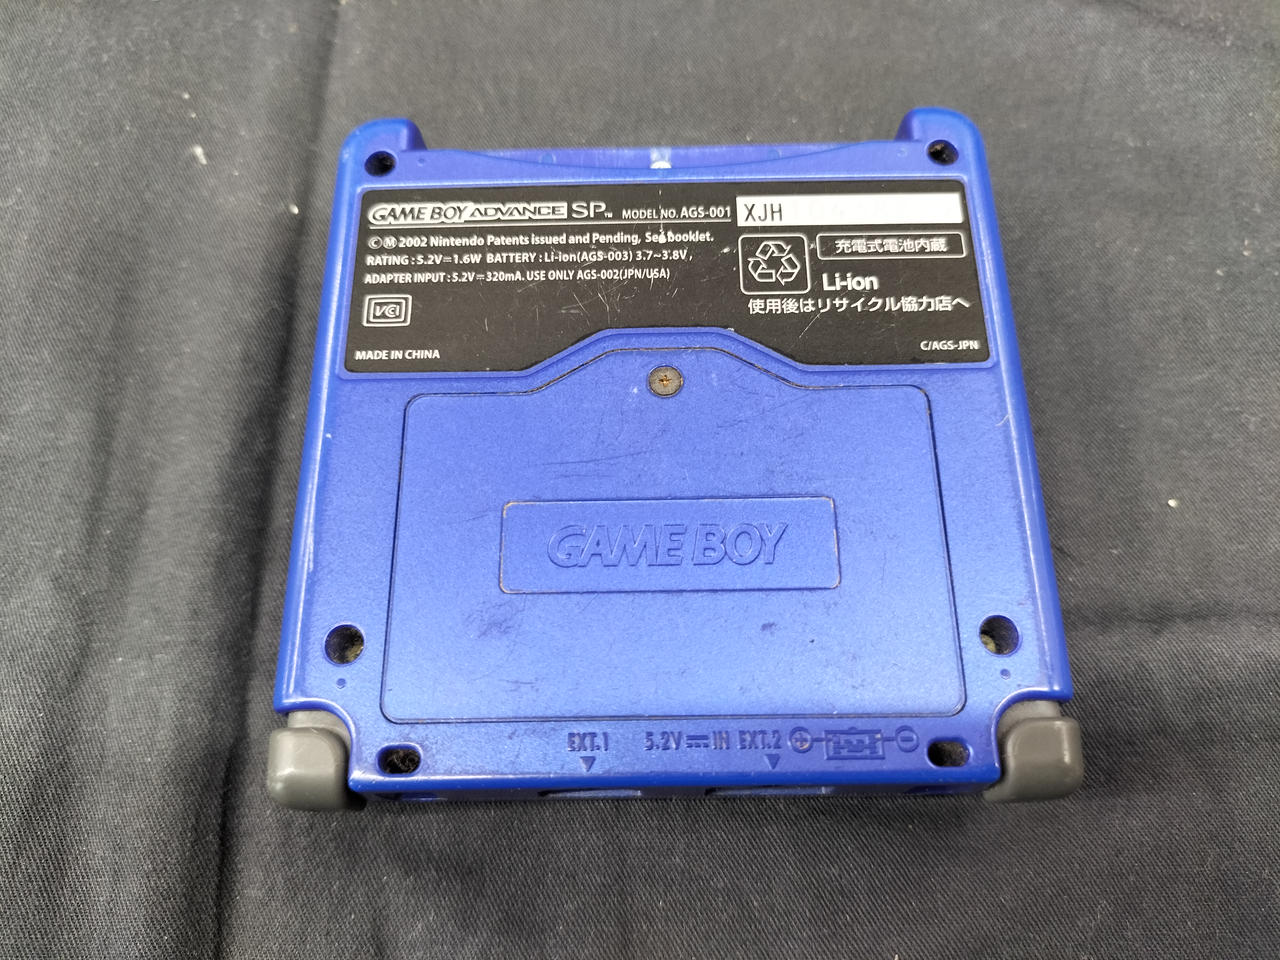 GAME BOY ADVANCE SP™ MODEL NO. AGS-001 XJH
©Ⓜ 2002 Nintendo Patents issued and Pending, See booklet.
RATING : 5.2V⎓1.6W BATTERY : Li-ion(AGS-003) 3.7~3.8V,
ADAPTER INPUT : 5.2V⎓320mA. USE ONLY AGS-002(JPN/USA)
充電式電池内蔵
Li-ion
使用後はリサイクル協力店へ
VCI
MADE IN CHINA
C/AGS-JPN
GAME BOY
EXT.1 5.2V⎓IN EXT.2